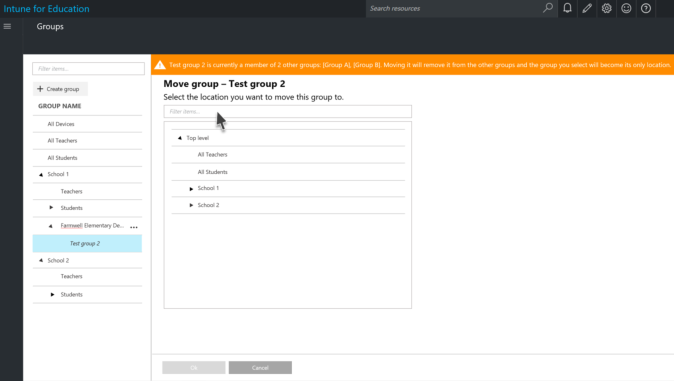 Intune for Education
Search resources
Groups
Filter items...
Create group
GROUP NAME
All Devices
All Teachers
All Students
School 1
Teachers
Students
Farmwell Elementary De... ...
Test group 2
School 2
Teachers
Students
Test group 2 is currently a member of 2 other groups: [Group A], [Group B]. Moving it will remove it from the other groups and the group you select will become its only location.
Move group – Test group 2
Select the location you want to move this group to.
Filter items...
Top level
All Teachers
All Students
School 1
School 2
Ok
Cancel